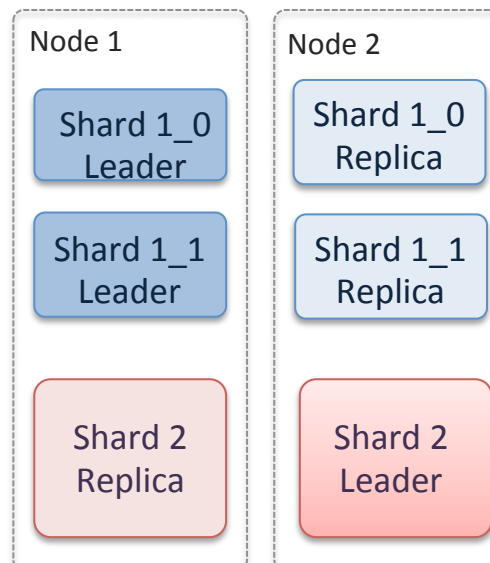 Node 1
Shard 1_0
Leader
Shard 1_1
Leader
Shard 2
Replica
Node 2
Shard 1_0
Replica
Shard 1_1
Replica
Shard 2
Leader